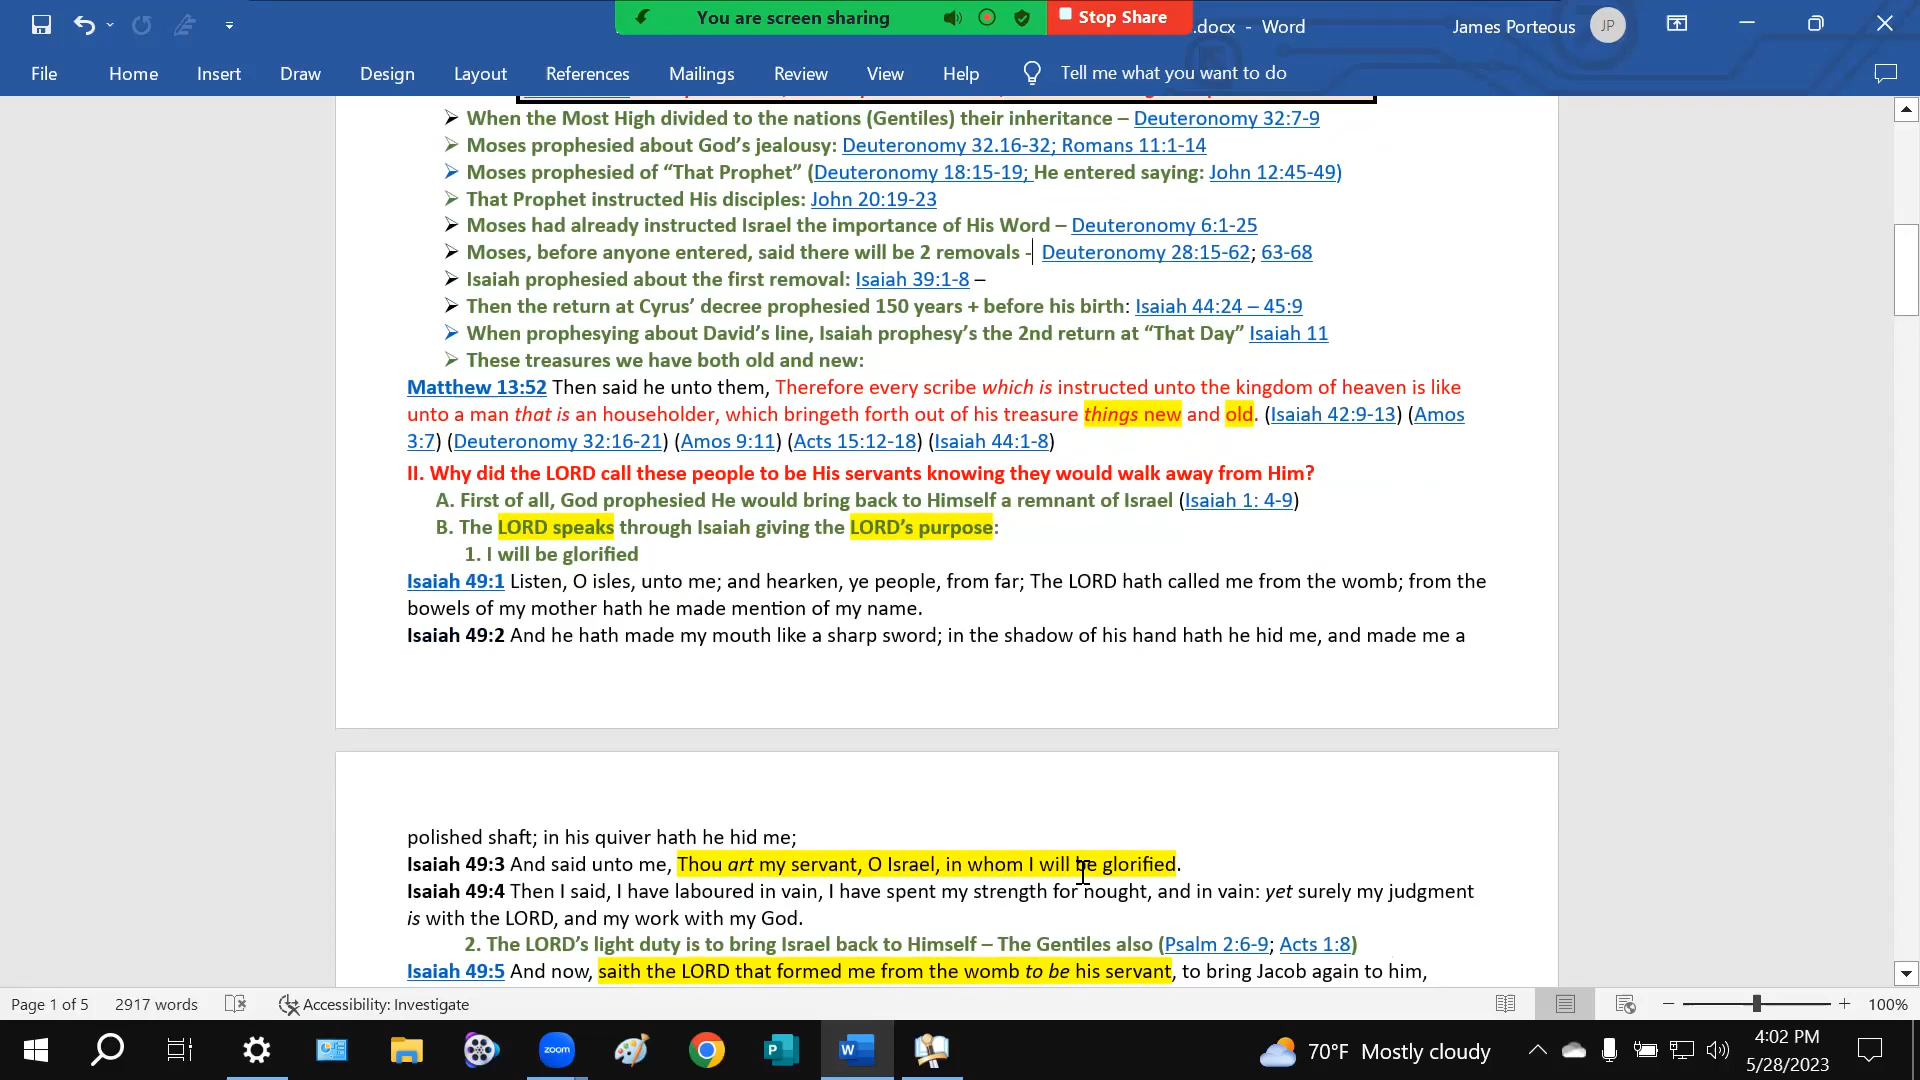 You are screen sharing
Stop Share
.docx - Word
James Porteous
JP
File Home Insert Draw Design Layout References Mailings Review View Help Tell me what you want to do
➢ When the Most High divided to the nations (Gentiles) their inheritance – Deuteronomy 32:7-9
➢ Moses prophesied about God’s jealousy: Deuteronomy 32.16-32; Romans 11:1-14
➢ Moses prophesied of “That Prophet” (Deuteronomy 18:15-19; He entered saying: John 12:45-49)
➢ That Prophet instructed His disciples: John 20:19-23
➢ Moses had already instructed Israel the importance of His Word – Deuteronomy 6:1-25
➢ Moses, before anyone entered, said there will be 2 removals - Deuteronomy 28:15-62; 63-68
➢ Isaiah prophesied about the first removal: Isaiah 39:1-8 –
➢ Then the return at Cyrus’ decree prophesied 150 years + before his birth: Isaiah 44:24 – 45:9
➢ When prophesying about David’s line, Isaiah prophesy’s the 2nd return at “That Day” Isaiah 11
➢ These treasures we have both old and new:
Matthew 13:52 Then said he unto them, Therefore every scribe which is instructed unto the kingdom of heaven is like
unto a man that is an householder, which bringeth forth out of his treasure things new and old. (Isaiah 42:9-13) (Amos
3:7) (Deuteronomy 32:16-21) (Amos 9:11) (Acts 15:12-18) (Isaiah 44:1-8)
II. Why did the LORD call these people to be His servants knowing they would walk away from Him?
A. First of all, God prophesied He would bring back to Himself a remnant of Israel (Isaiah 1: 4-9)
B. The LORD speaks through Isaiah giving the LORD’s purpose:
1. I will be glorified
Isaiah 49:1 Listen, O isles, unto me; and hearken, ye people, from far; The LORD hath called me from the womb; from the
bowels of my mother hath he made mention of my name.
Isaiah 49:2 And he hath made my mouth like a sharp sword; in the shadow of his hand hath he hid me, and made me a
polished shaft; in his quiver hath he hid me;
Isaiah 49:3 And said unto me, Thou art my servant, O Israel, in whom I will be glorified.
Isaiah 49:4 Then I said, I have laboured in vain, I have spent my strength for nought, and in vain: yet surely my judgment
is with the LORD, and my work with my God.
2. The LORD’s light duty is to bring Israel back to Himself – The Gentiles also (Psalm 2:6-9; Acts 1:8)
Isaiah 49:5 And now, saith the LORD that formed me from the womb to be his servant, to bring Jacob again to him,
Page 1 of 5 2917 words Accessibility: Investigate 100%
zoom
70°F Mostly cloudy
4:02 PM
5/28/2023